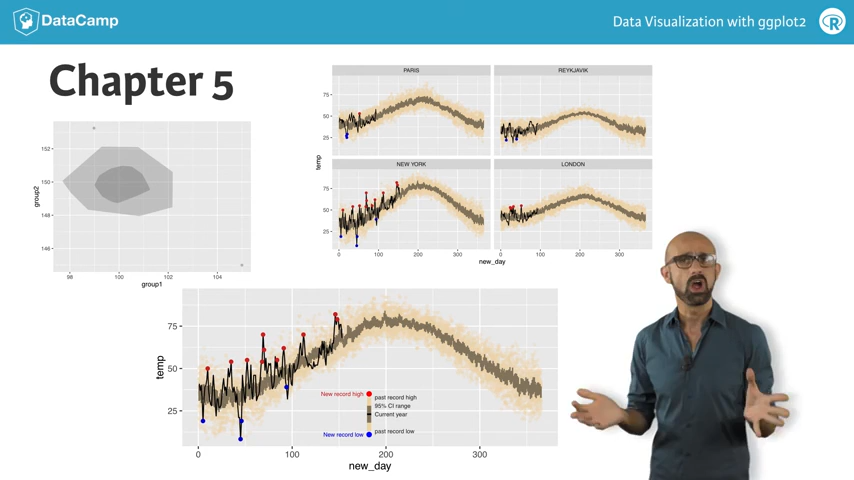 DataCamp
Data Visualization with ggplot2
R
Chapter 5
152
150
148
146
98
100
102
104
group2
group1
PARIS
REYKJAVIK
NEW YORK
LONDON
75
50
25
75
50
25
0
100
200
300
0
100
200
300
temp
new_day
75
50
25
temp
0
100
200
300
new_day
New record high
past record high
95% CI range
Current year
past record low
New record low